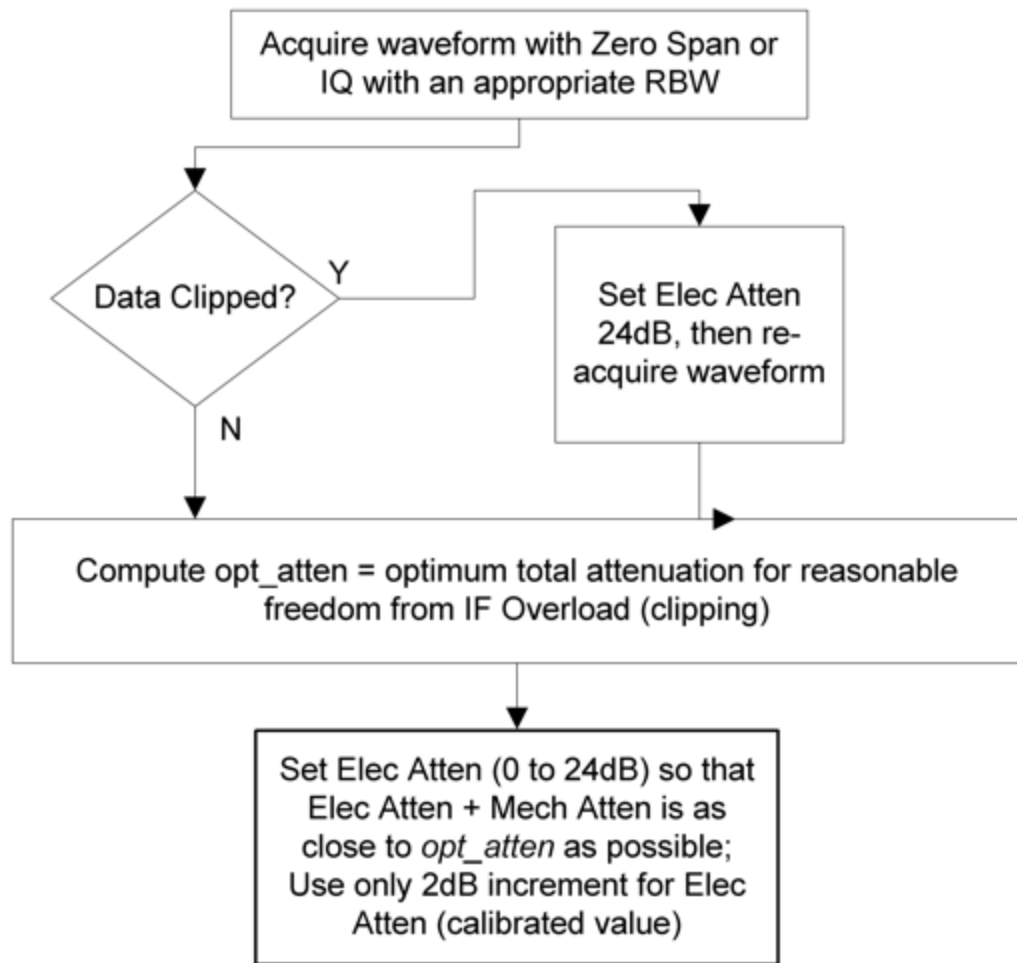 Acquire waveform with Zero Span or
IQ with an appropriate RBW
Data Clipped?
Y
Set Elec Atten
24dB, then re-
acquire waveform
N
Compute opt_atten = optimum total attenuation for reasonable
freedom from IF Overload (clipping)
Set Elec Atten (0 to 24dB) so that
Elec Atten + Mech Atten is as
close to opt_atten as possible;
Use only 2dB increment for Elec
Atten (calibrated value)